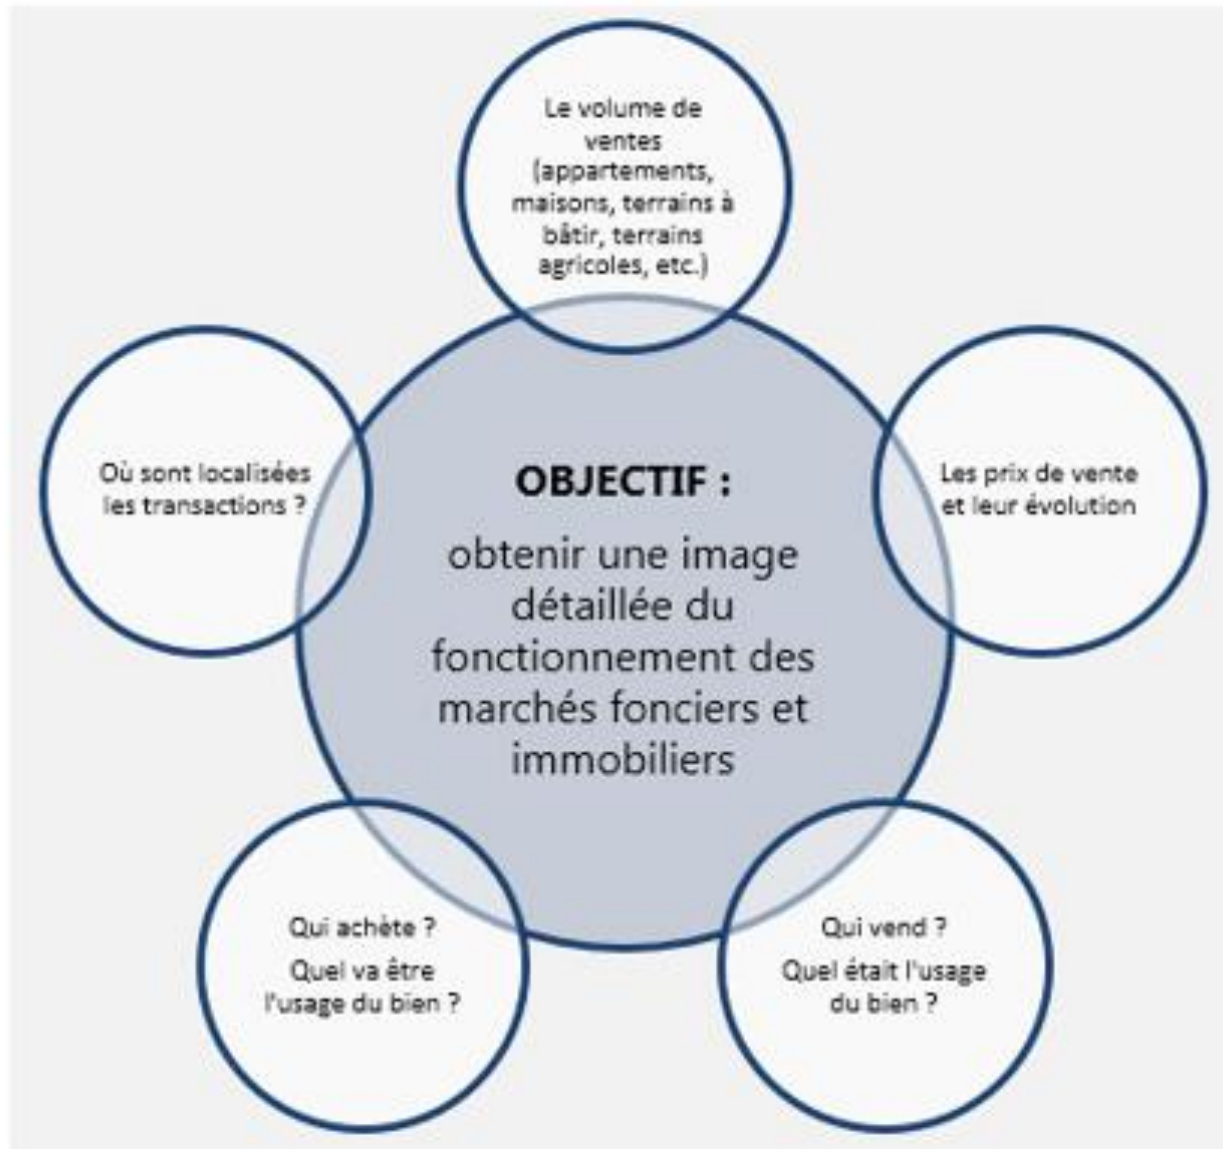 Le volume de
ventes
(appartements,
maisons, terrains à
bâtir, terrains
agricoles, etc.)
Où sont localisées
les transactions ?
OBJECTIF :
obtenir une image
détaillée du
fonctionnement des
marchés fonciers et
immobiliers
Les prix de vente
et leur évolution
Qui achète ?
Quel va être
l'usage du bien ?
Qui vend ?
Quel était l'usage
du bien ?